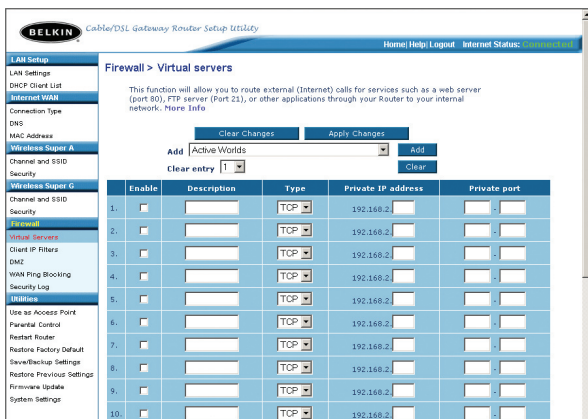 BELKIN Cable/DSL Gateway Router Setup Utility
Home| Help| Logout Internet Status: Connected
LAN Setup
LAN Settings
DHCP Client List
Internet WAN
Connection Type
DNS
MAC Address
Wireless Super A
Channel and SSID
Security
Wireless Super G
Channel and SSID
Security
Firewall
Virtual Servers
Client IP Filters
DMZ
WAN Ping Blocking
Security Log
Utilities
Use as Access Point
Parental Control
Restart Router
Restore Factory Default
Save/Backup Settings
Restore Previous Settings
Firmware Update
System Settings
Firewall > Virtual servers
This function will allow you to route external (Internet) calls for services such as a web server
(port 80), FTP server (Port 21), or other applications through your Router to your internal
network. More Info
Clear Changes Apply Changes
Add Active Worlds Add
Clear entry 1 Clear
Enable Description Type Private IP address Private port
1. TCP 192.168.2. -
2. TCP 192.168.2. -
3. TCP 192.168.2. -
4. TCP 192.168.2. -
5. TCP 192.168.2. -
6. TCP 192.168.2. -
7. TCP 192.168.2. -
8. TCP 192.168.2. -
9. TCP 192.168.2. -
10. TCP 192.168.2. -